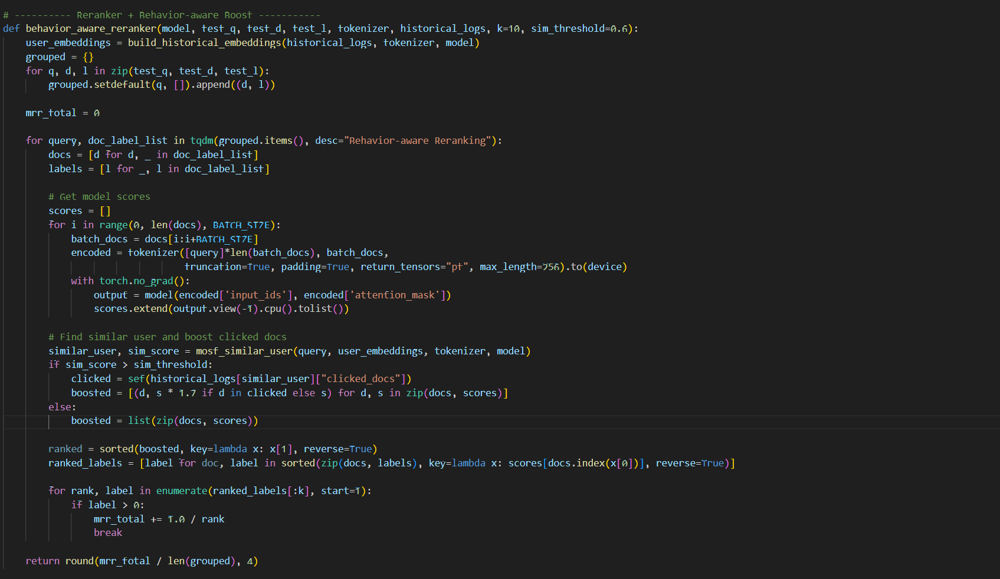 # ---------- Reranker + Behavior-aware Boost -----------
def behavior_aware_reranker(model, test_q, test_d, test_l, tokenizer, historical_logs, k=10, sim_threshold=0.6):
    user_embeddings = build_historical_embeddings(historical_logs, tokenizer, model)
    grouped = {}
    for q, d, l in zip(test_q, test_d, test_l):
        grouped.setdefault(q, []).append((d, l))
    mrr_total = 0
    for query, doc_label_list in tqdm(grouped.items(), desc="Behavior-aware Reranking"):
        docs = [d for d, _ in doc_label_list]
        labels = [l for _, l in doc_label_list]
        # Get model scores
        scores = []
        for i in range(0, len(docs), BATCH_SIZE):
            batch_docs = docs[i:i+BATCH_SIZE]
            encoded = tokenizer([query]*len(batch_docs), batch_docs,
                                truncation=True, padding=True, return_tensors="pt", max_length=256).to(device)
            with torch.no_grad():
                output = model(encoded['input_ids'], encoded['attention_mask'])
                scores.extend(output.view(-1).cpu().tolist())
        # Find similar user and boost clicked docs
        similar_user, sim_score = most_similar_user(query, user_embeddings, tokenizer, model)
        if sim_score > sim_threshold:
            clicked = set(historical_logs[similar_user]["clicked_docs"])
            boosted = [(d, s * 1.7 if d in clicked else s) for d, s in zip(docs, scores)]
        else:
            boosted = list(zip(docs, scores))
        ranked = sorted(boosted, key=lambda x: x[1], reverse=True)
        ranked_labels = [label for doc, label in sorted(zip(docs, labels), key=lambda x: scores[docs.index(x[0])], reverse=True)]
        for rank, label in enumerate(ranked_labels[:k], start=1):
            if label > 0:
                mrr_total += 1.0 / rank
                break
    return round(mrr_total / len(grouped), 4)